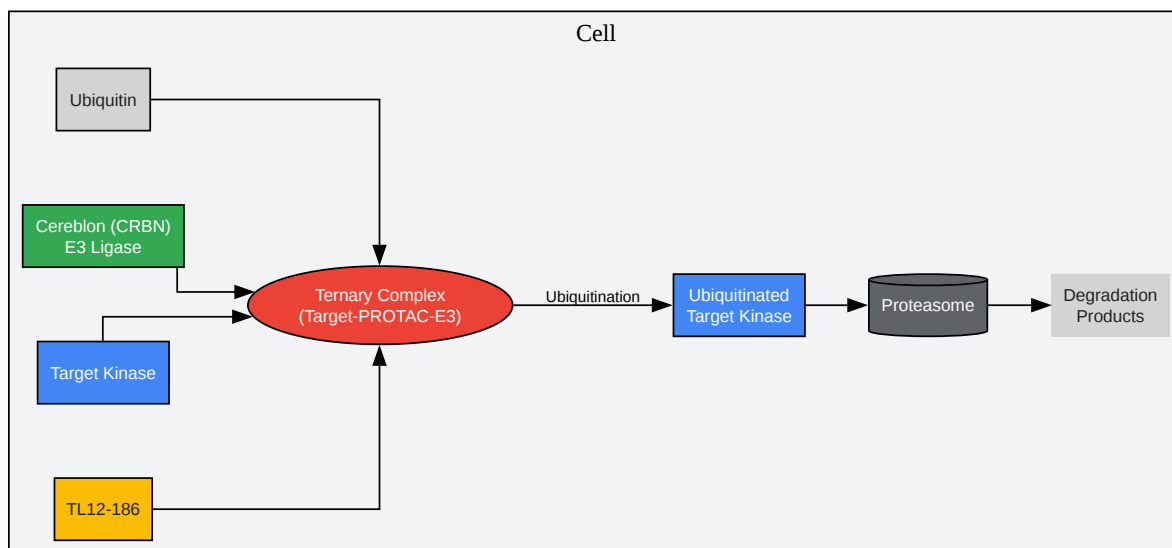 Cell
Ubiquitin
Cereblon (CRBN)
E3 Ligase
Target Kinase
TL12-186
Ternary Complex
(Target-PROTAC-E3)
Ubiquitination
Ubiquitinated
Target Kinase
Proteasome
Degradation
Products